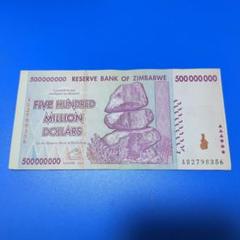 500000000 RESERVE BANK OF ZIMBABWE 500 000 000
FIVE HUNDRED
MILLION
DOLLARS
500000000
AB2798356